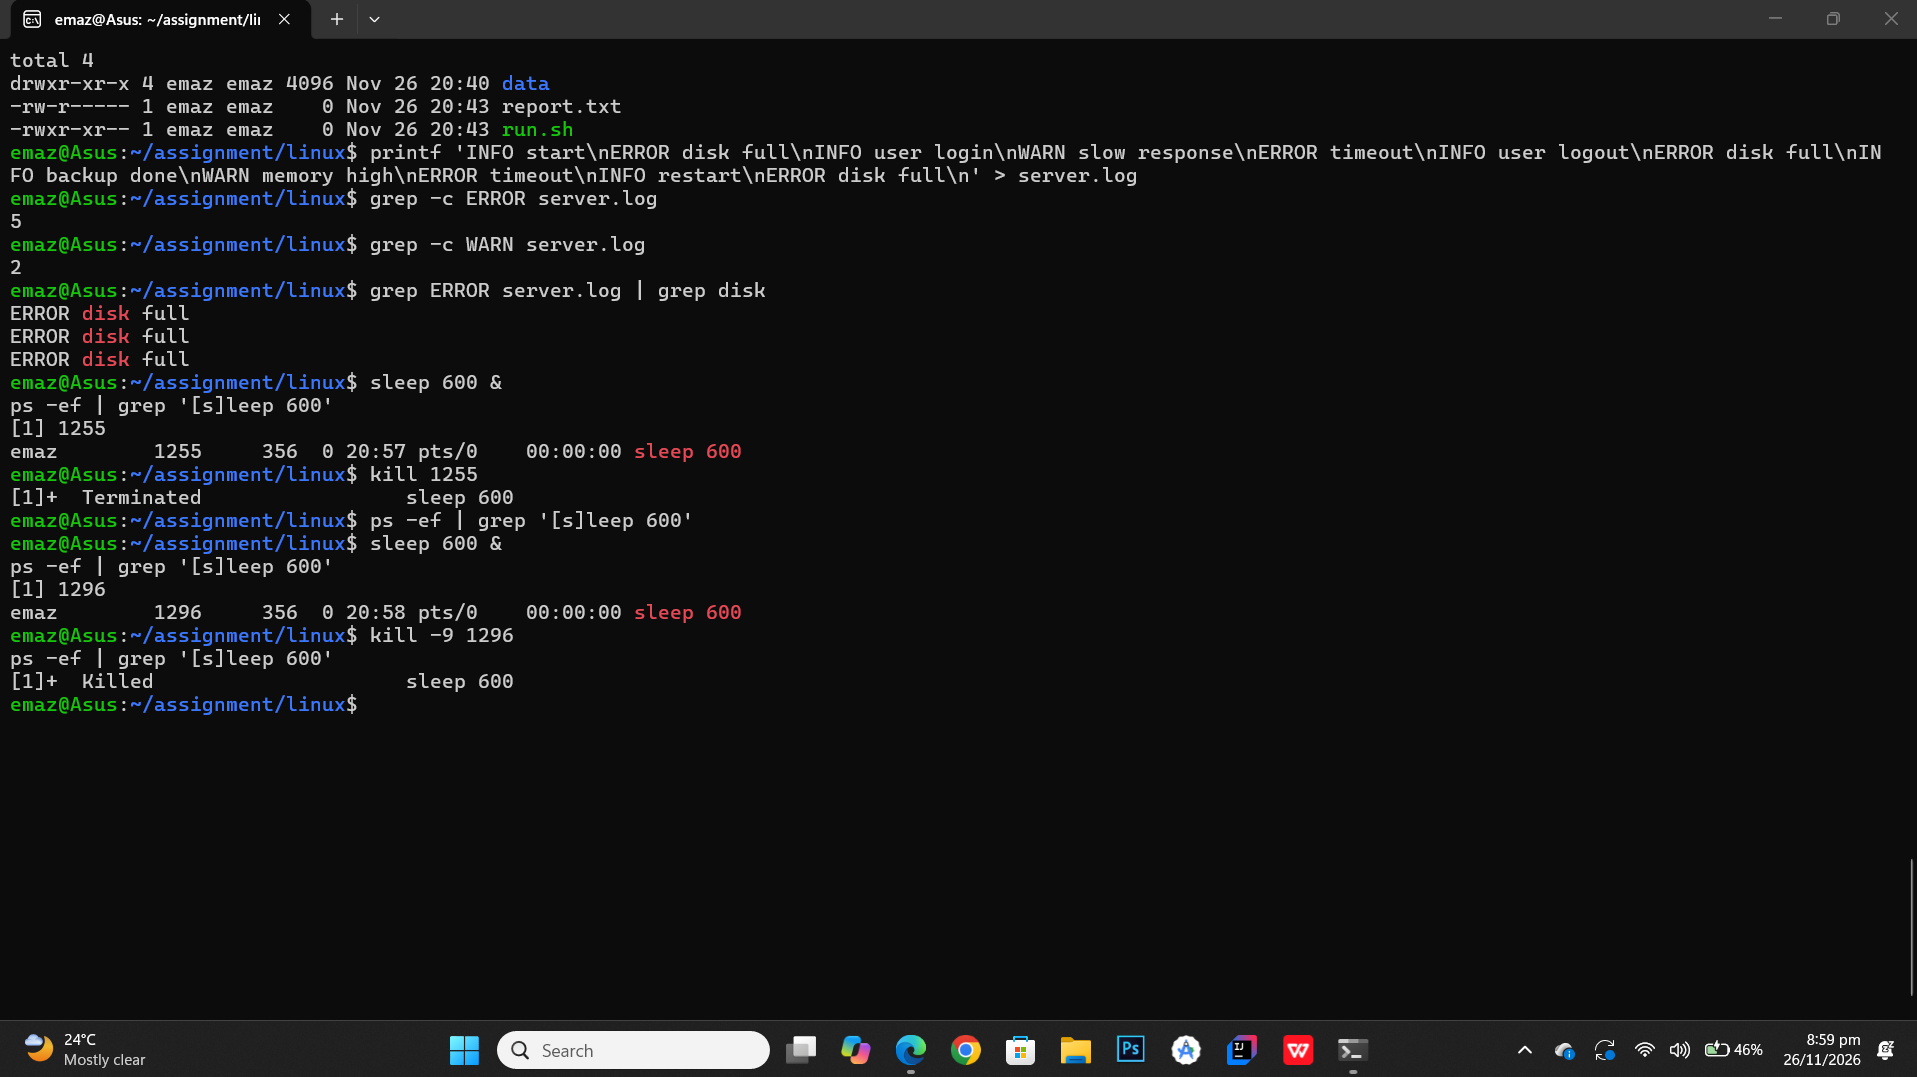 emaz@Asus: ~/assignment/li
total 4
drwxr-xr-x 4 emaz emaz 4096 Nov 26 20:40 data
-rw-r----- 1 emaz emaz    0 Nov 26 20:43 report.txt
-rwxr-xr-- 1 emaz emaz    0 Nov 26 20:43 run.sh
emaz@Asus:~/assignment/linux$ printf 'INFO start\nERROR disk full\nINFO user login\nWARN slow response\nERROR timeout\nINFO user logout\nERROR disk full\nIN
FO backup done\nWARN memory high\nERROR timeout\nINFO restart\nERROR disk full\n' > server.log
emaz@Asus:~/assignment/linux$ grep -c ERROR server.log
5
emaz@Asus:~/assignment/linux$ grep -c WARN server.log
2
emaz@Asus:~/assignment/linux$ grep ERROR server.log | grep disk
ERROR disk full
ERROR disk full
ERROR disk full
emaz@Asus:~/assignment/linux$ sleep 600 &
ps -ef | grep '[s]leep 600'
[1] 1255
emaz        1255     356  0 20:57 pts/0    00:00:00 sleep 600
emaz@Asus:~/assignment/linux$ kill 1255
[1]+  Terminated                 sleep 600
emaz@Asus:~/assignment/linux$ ps -ef | grep '[s]leep 600'
emaz@Asus:~/assignment/linux$ sleep 600 &
ps -ef | grep '[s]leep 600'
[1] 1296
emaz        1296     356  0 20:58 pts/0    00:00:00 sleep 600
emaz@Asus:~/assignment/linux$ kill -9 1296
ps -ef | grep '[s]leep 600'
[1]+  Killed                     sleep 600
emaz@Asus:~/assignment/linux$
24°C
Mostly clear
Search
Ps
IJ
46%
8:59 pm
26/11/2026